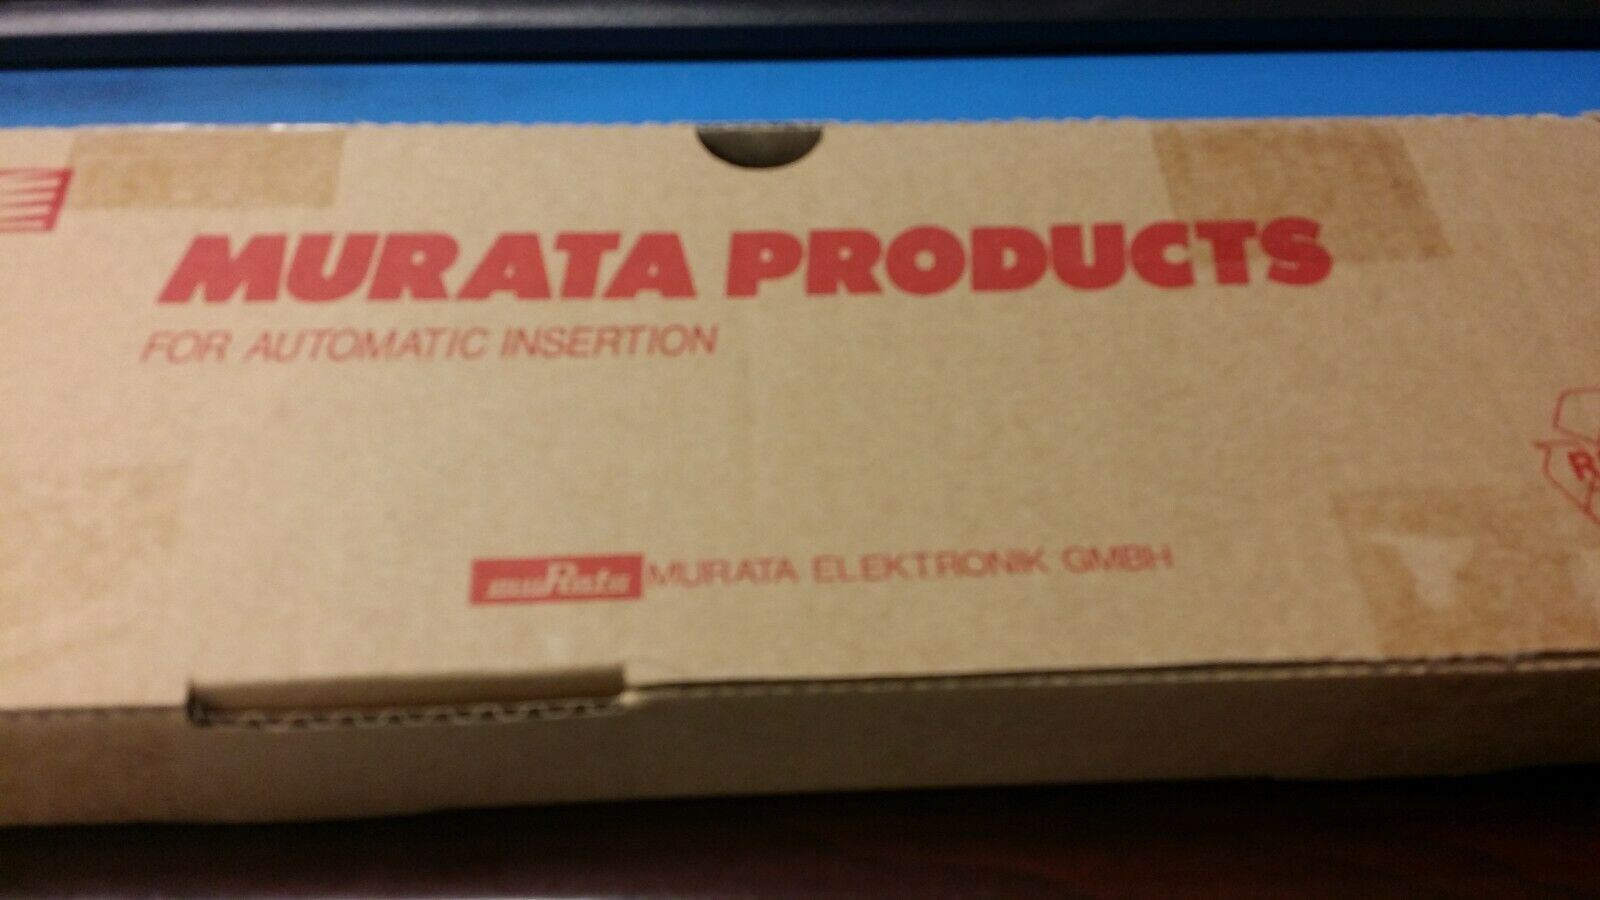 MURATA PRODUCTS
FOR AUTOMATIC INSERTION
muRata MURATA ELEKTRONIK GMBH